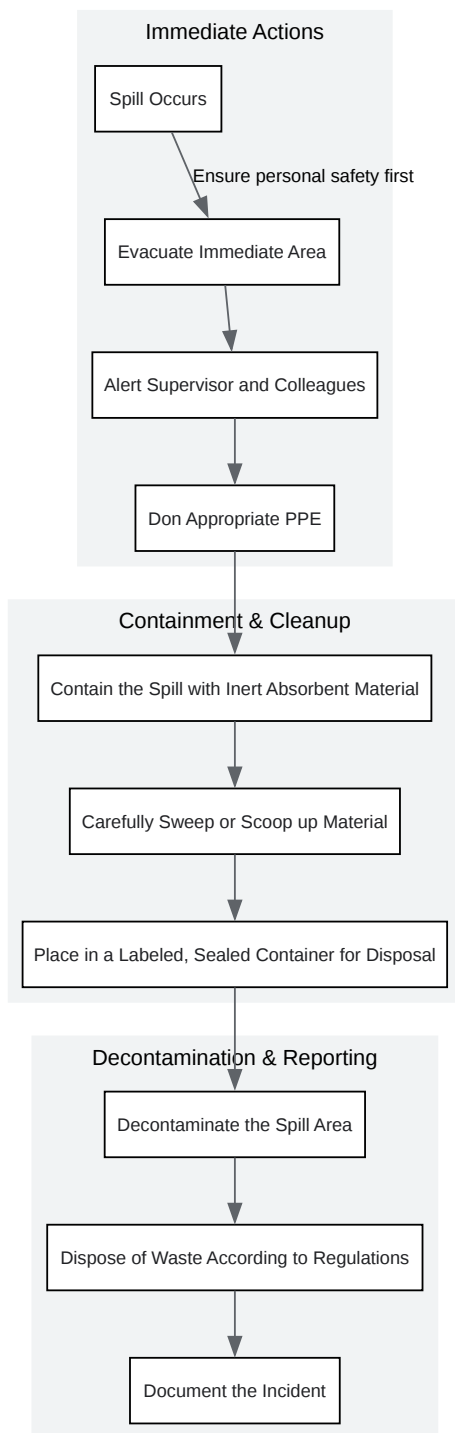 Immediate Actions
Spill Occurs
Ensure personal safety first
Evacuate Immediate Area
Alert Supervisor and Colleagues
Don Appropriate PPE
Containment & Cleanup
Contain the Spill with Inert Absorbent Material
Carefully Sweep or Scoop up Material
Place in a Labeled, Sealed Container for Disposal
Decontamination & Reporting
Decontaminate the Spill Area
Dispose of Waste According to Regulations
Document the Incident